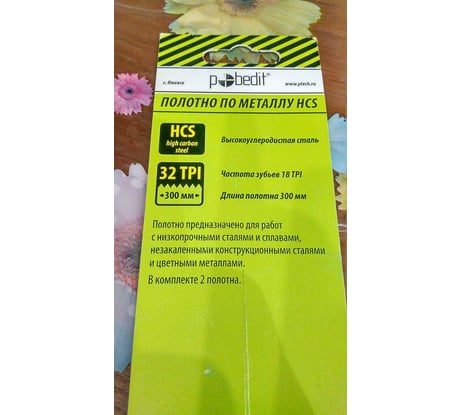 г. Ижевск
pobedit®
www.ptech.ru
ПОЛОТНО ПО МЕТАЛЛУ HCS
HCS
high carbon
steel
Высокоуглеродистая сталь
32 TPI
300 мм
Частота зубьев 18 TPI
Длина полотна 300 мм
Полотно предназначено для работ
с низкопрочными сталями и сплавами,
незакаленными конструкционными сталями
и цветными металлами.
В комплекте 2 полотна.